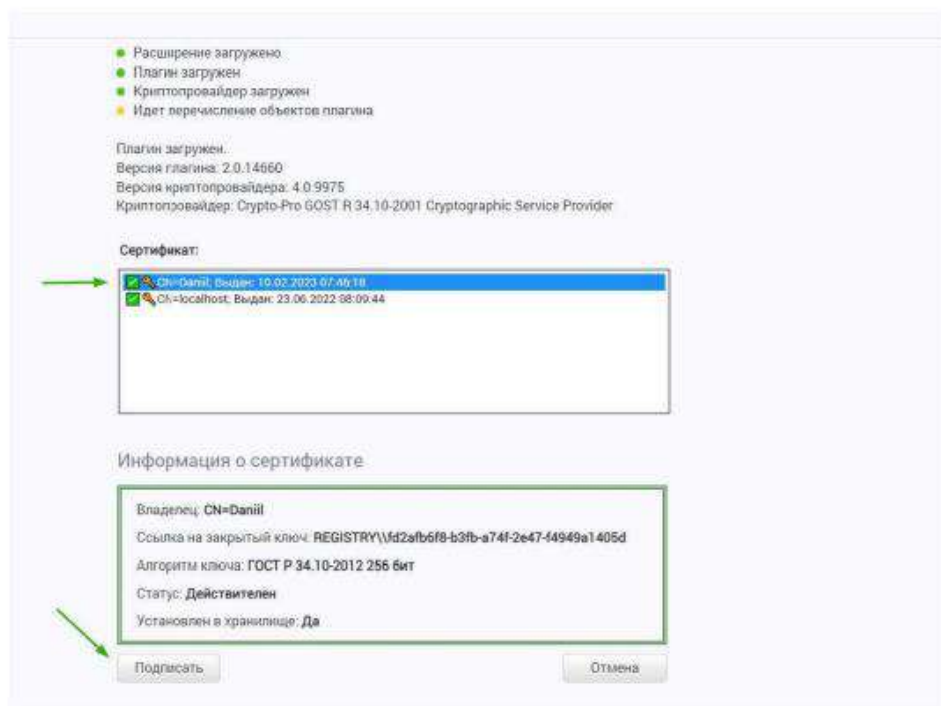 Расширение загружено
Плагин загружен
Криптопровайдер загружен
Идет перечисление объектов плагина
Плагин загружен.
Версия плагина: 2.0.14660
Версия криптопровайдера: 4.0.9975
Криптопровайдер: Crypto-Pro GOST R 34.10-2001 Cryptographic Service Provider
Сертификат:
CN=Daniil; Выдан: 10.02.2023 07:46:18
CN=localhost; Выдан: 23.06.2022 08:09:44
Информация о сертификате
Владелец: CN=Daniil
Ссылка на закрытый ключ: REGISTRY\\fd2afb6f8-b3fb-a74f-2e47-f4949a1405d
Алгоритм ключа: ГОСТ Р 34.10-2012 256 бит
Статус: Действителен
Установлен в хранилище: Да
Подписать
Отмена